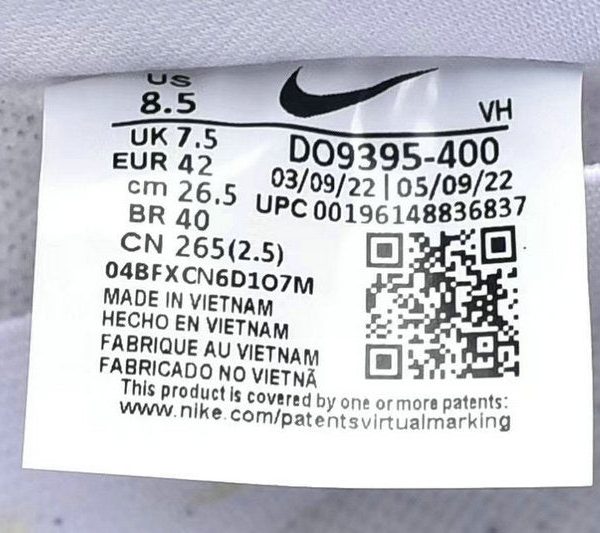 US
8.5
VH
UK 7.5
DO9395-400
EUR 42
03/09/22 | 05/09/22
cm 26.5
UPC 00196148836837
BR 40
CN 265(2.5)
04BFXCN6D1O7M
MADE IN VIETNAM
HECHO EN VIETNAM
FABRIQUE AU VIETNAM
FABRICADO NO VIETNÃ
This product is covered by one or more patents:
www.nike.com/patentsvirtualmarking